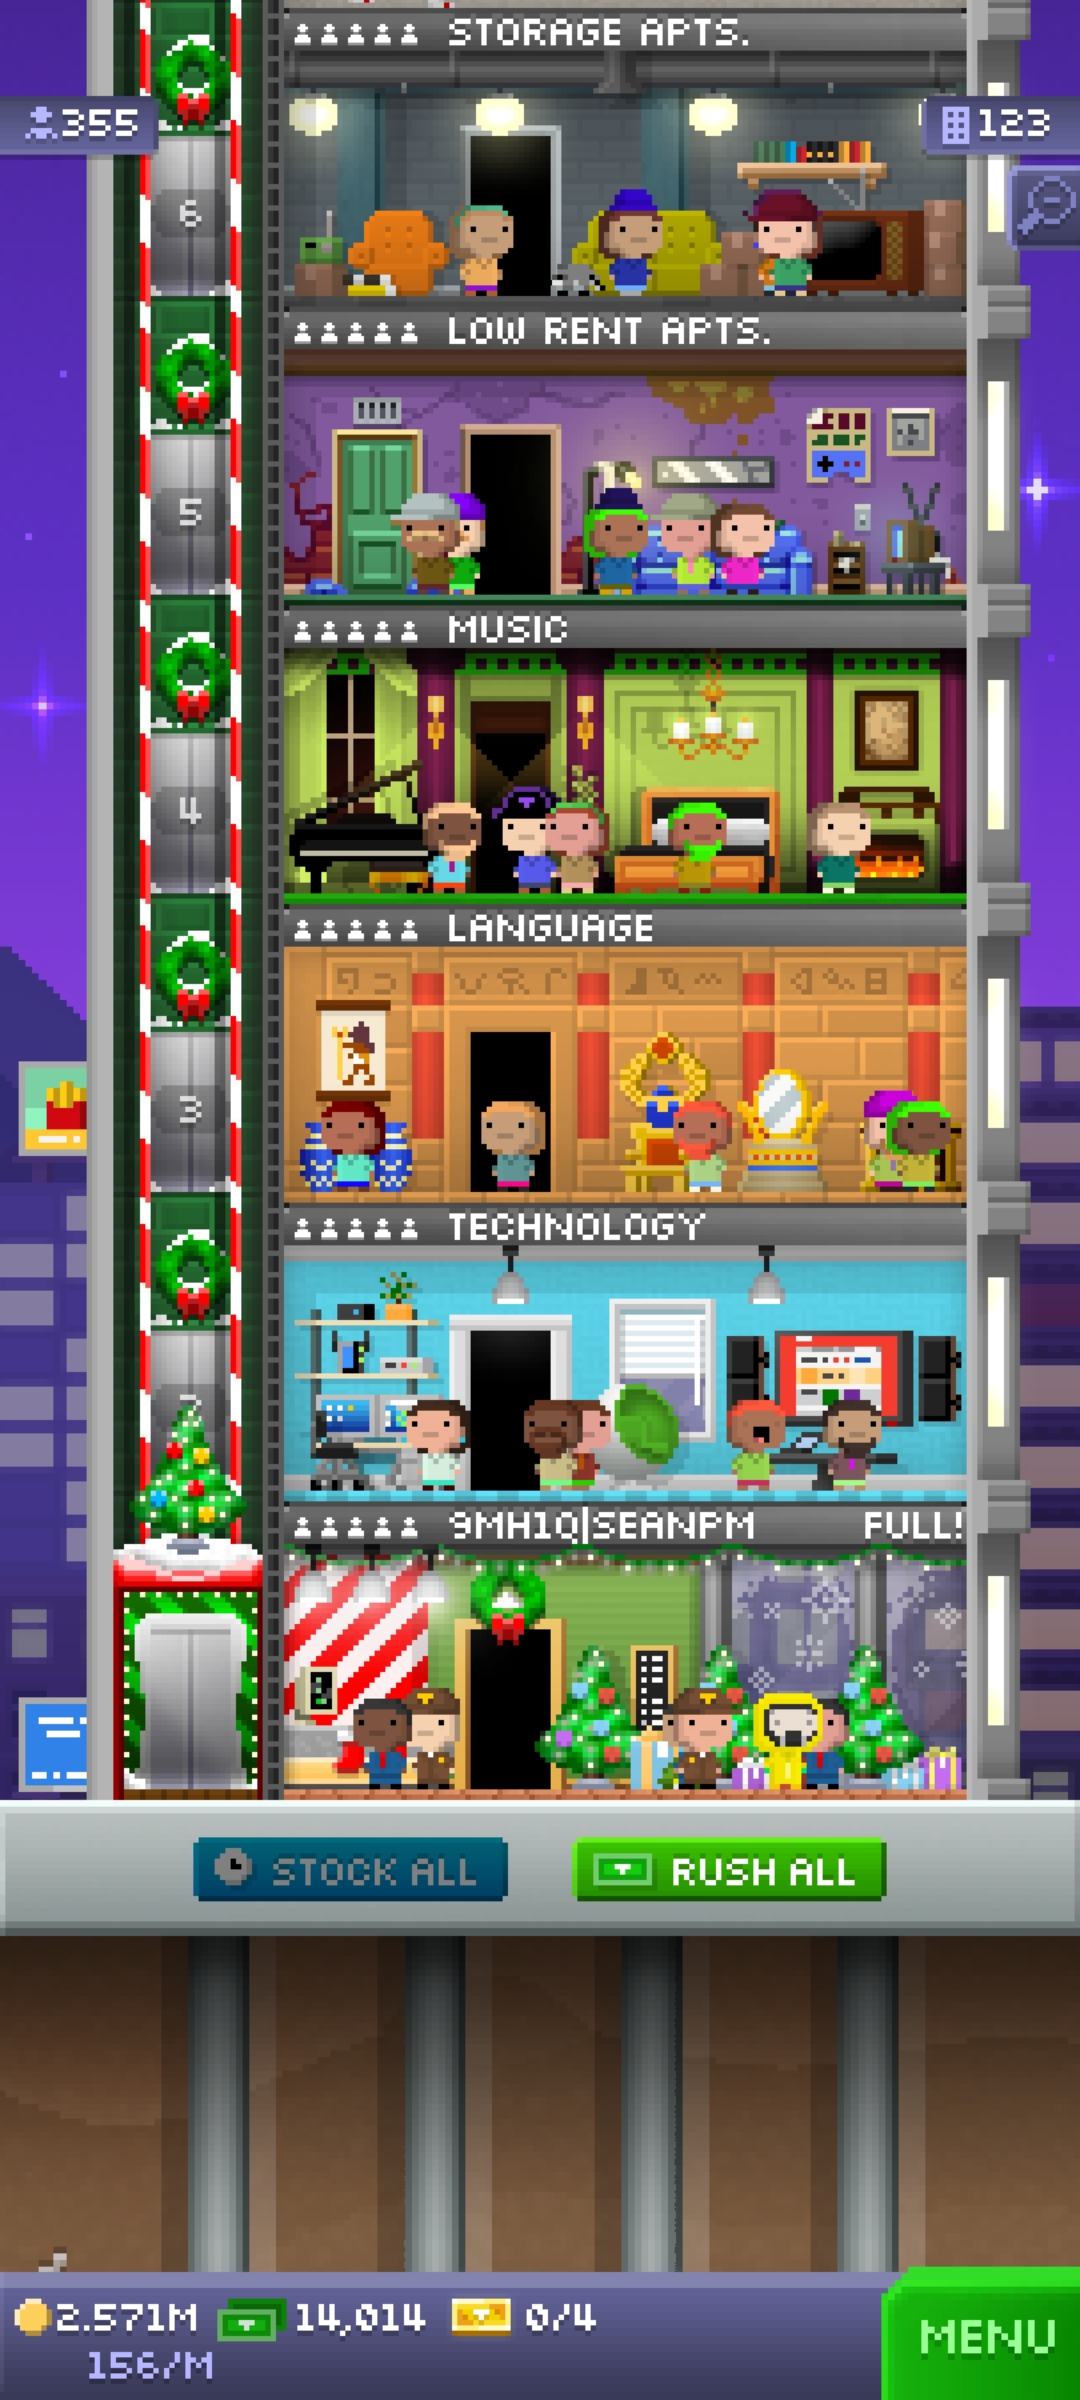 STORAGE APTS.
355
123
6
LOW RENT APTS.
5
MUSIC
4
LANGUAGE
3
TECHNOLOGY
9MH1Q|SEANPM FULL!
STOCK ALL
RUSH ALL
2.571M 14,014 0/4
156/M
MENU